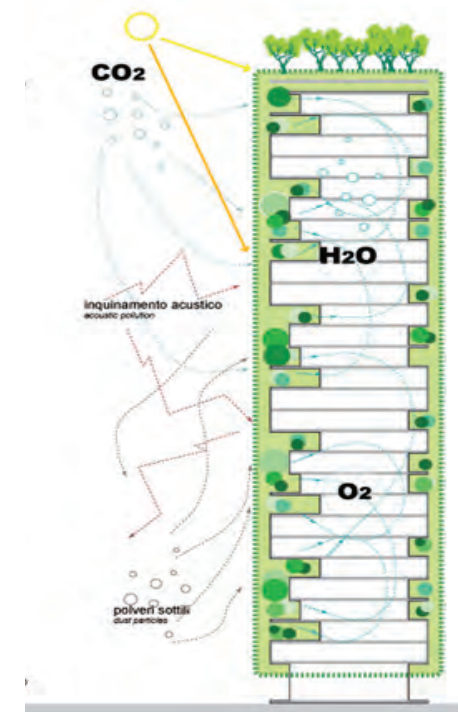 CO2
H2O
inquinamento acustico
acoustic pollution
O2
polveri sottili
dust particles